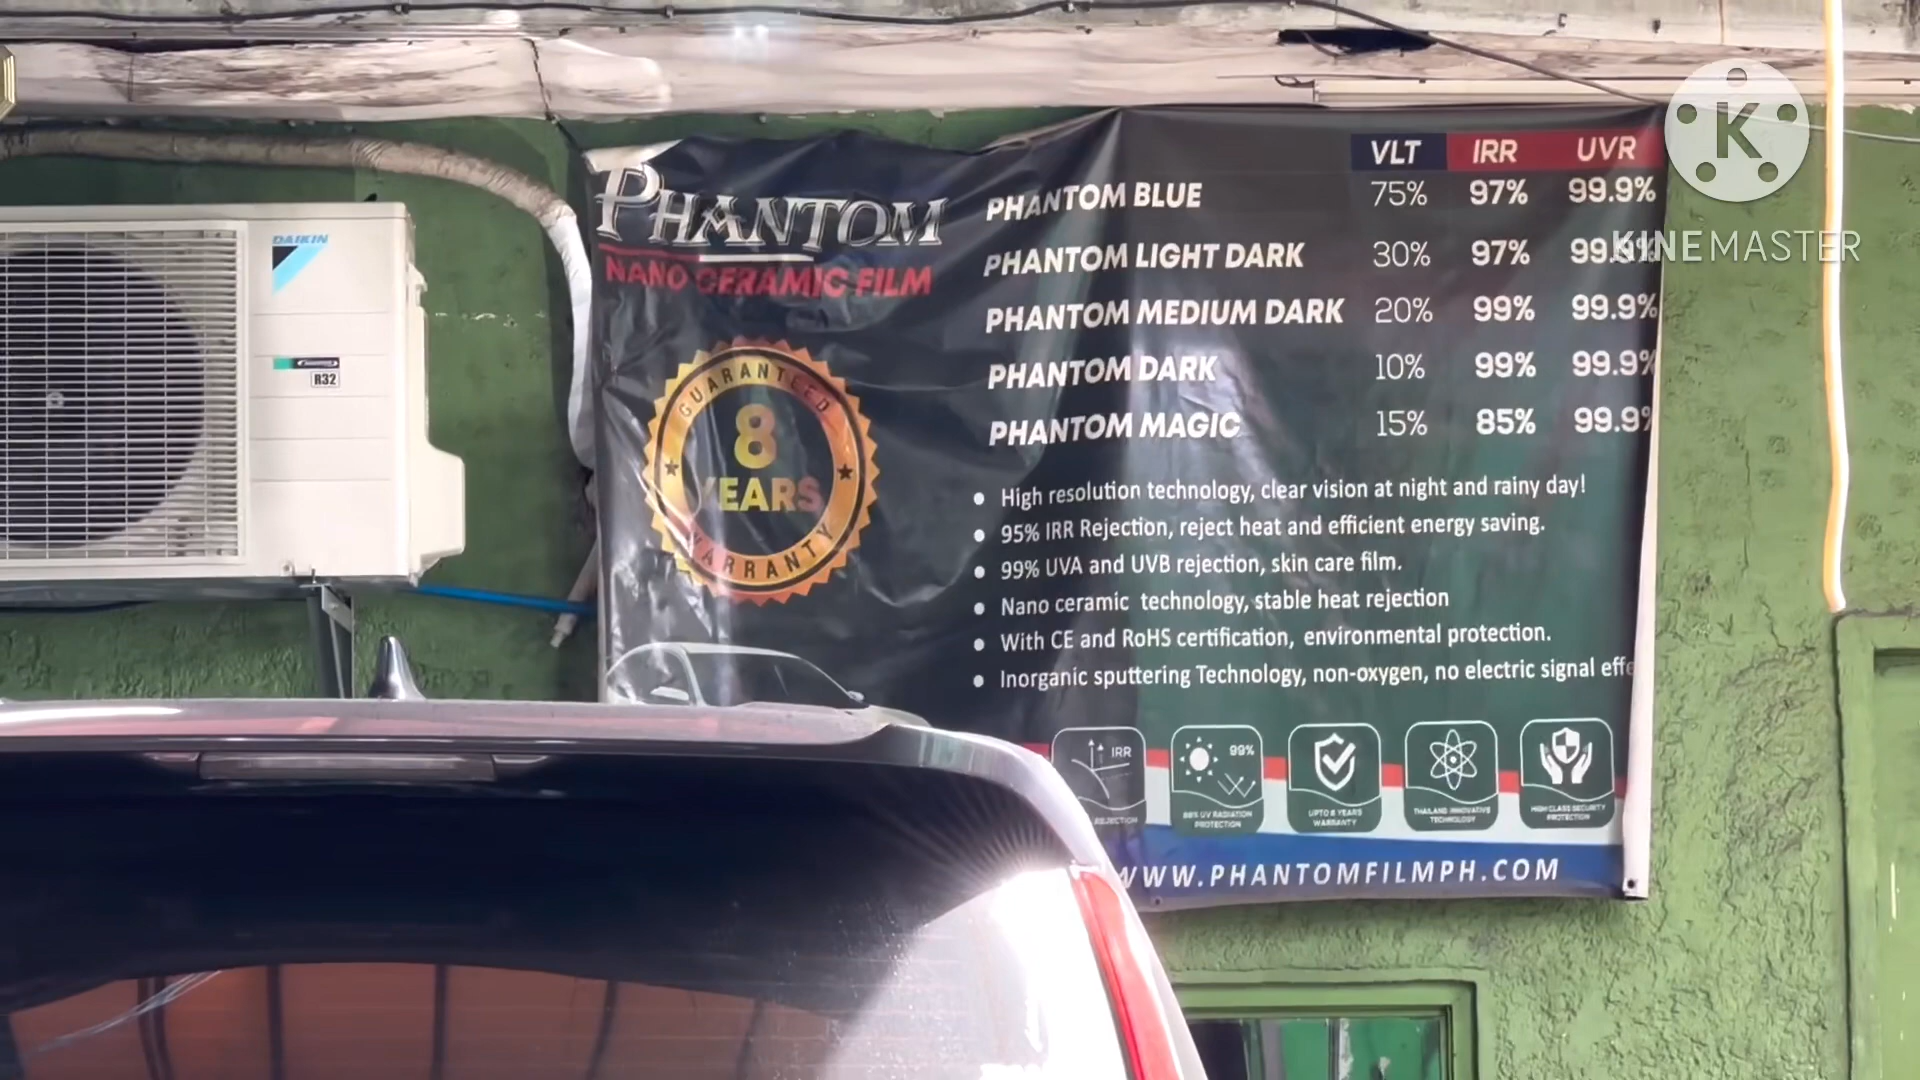 DAIKIN
R32
PHANTOM
NANO CERAMIC FILM
GUARANTEED
8
YEARS
WARRANTY
VLT IRR UVR
PHANTOM BLUE 75% 97% 99.9%
PHANTOM LIGHT DARK 30% 97% 99.9%
PHANTOM MEDIUM DARK 20% 99% 99.9%
PHANTOM DARK 10% 99% 99.9%
PHANTOM MAGIC 15% 85% 99.9%
• High resolution technology, clear vision at night and rainy day!
• 95% IRR Rejection, reject heat and efficient energy saving.
• 99% UVA and UVB rejection, skin care film.
• Nano ceramic technology, stable heat rejection
• With CE and RoHS certification, environmental protection.
• Inorganic sputtering Technology, non-oxygen, no electric signal effe
IRR
REJECTION
99%
UV RADIATION
PROTECTION
UPTO 8 YEARS
WARRANTY
THAILAND INNOVATIVE
TECHNOLOGY
HIGH CLASS SECURITY
PROTECTION
WWW.PHANTOMFILMPH.COM
K
KINEMASTER